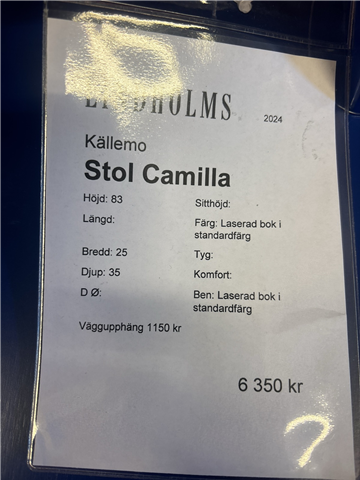 LINDHOLMS
2024
Källemo
Stol Camilla
Höjd: 83
Sitthöjd:
Längd:
Färg: Laserad bok i
standardfärg
Bredd: 25
Tyg:
Djup: 35
Komfort:
D Ø:
Ben: Laserad bok i
standardfärg
Väggupphäng 1150 kr
6 350 kr